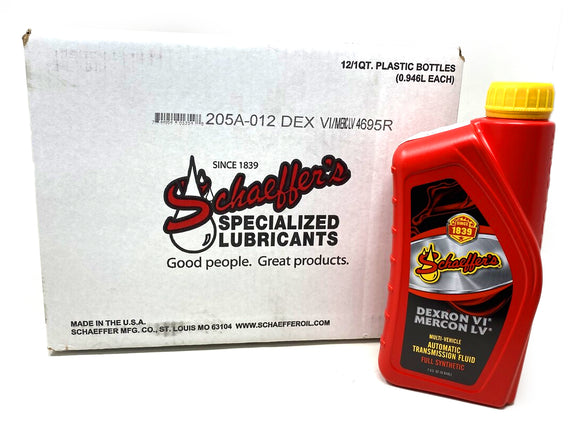 12/1QT. PLASTIC BOTTLES
(0.946L EACH)
205A-012 DEX VI/MERC.LV 4695R
SINCE 1839
Schaeffer's
SPECIALIZED
LUBRICANTS
Good people. Great products.
MADE IN THE U.S.A.
SCHAEFFER MFG. CO., ST. LOUIS MO 63104 WWW.SCHAEFFEROIL.COM
SINCE
1839
Schaeffer's
DEXRON VI*
MERCON LV*
MULTI-VEHICLE
AUTOMATIC
TRANSMISSION FLUID
FULL SYNTHETIC